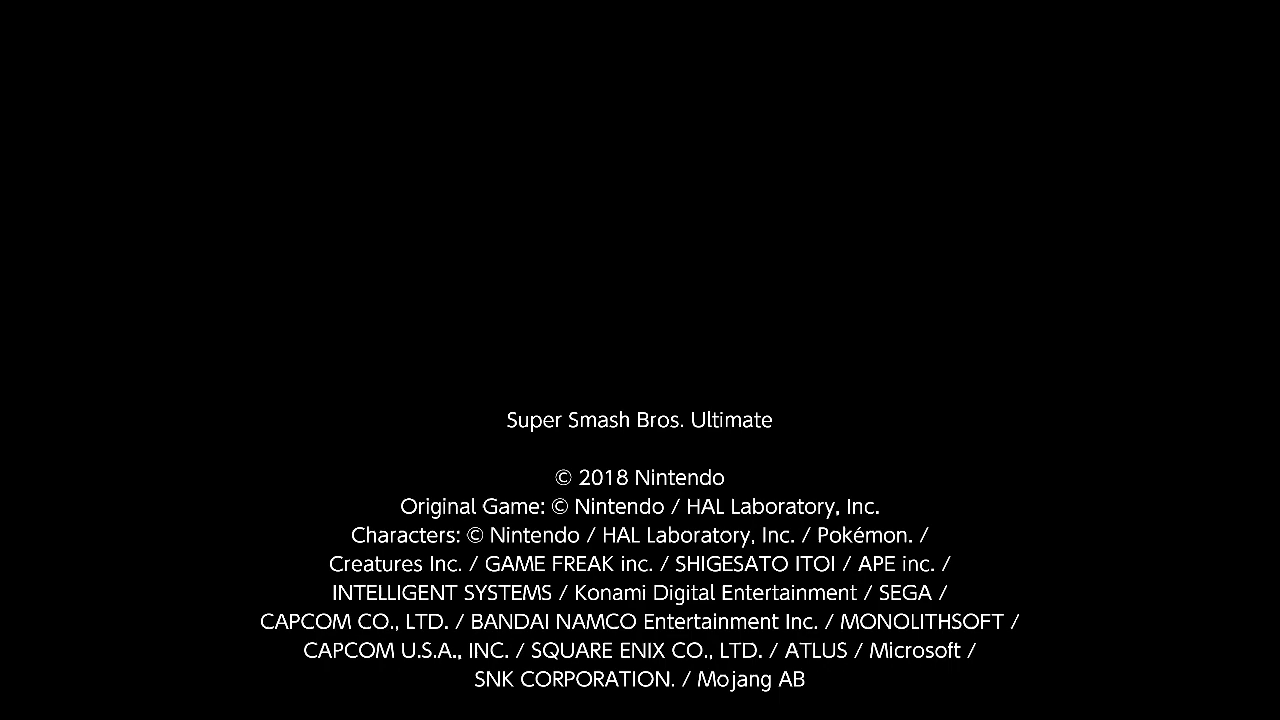 Super Smash Bros. Ultimate
© 2018 Nintendo
Original Game: © Nintendo / HAL Laboratory, Inc.
Characters: © Nintendo / HAL Laboratory, Inc. / Pokémon. /
Creatures Inc. / GAME FREAK inc. / SHIGESATO ITOI / APE inc. /
INTELLIGENT SYSTEMS / Konami Digital Entertainment / SEGA /
CAPCOM CO., LTD. / BANDAI NAMCO Entertainment Inc. / MONOLITHSOFT /
CAPCOM U.S.A., INC. / SQUARE ENIX CO., LTD. / ATLUS / Microsoft /
SNK CORPORATION. / Mojang AB